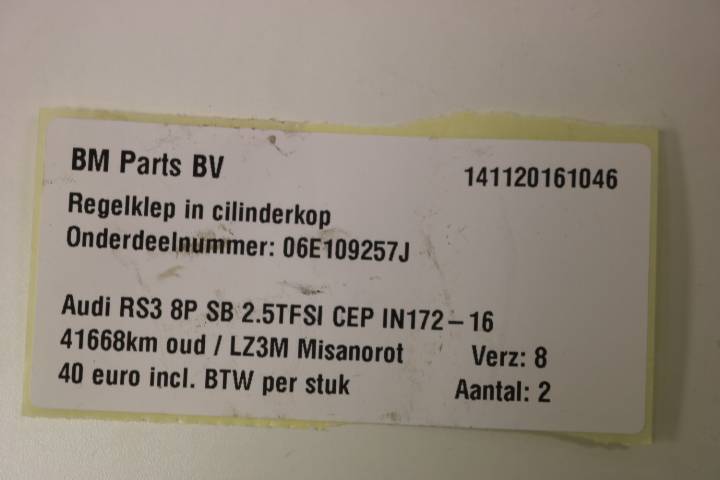 BM Parts BV 141120161046
Regelklep in cilinderkop
Onderdeelnummer: 06E109257J
Audi RS3 8P SB 2.5TFSI CEP IN172-16
41668km oud / LZ3M Misanorot Verz: 8
40 euro incl. BTW per stuk Aantal: 2